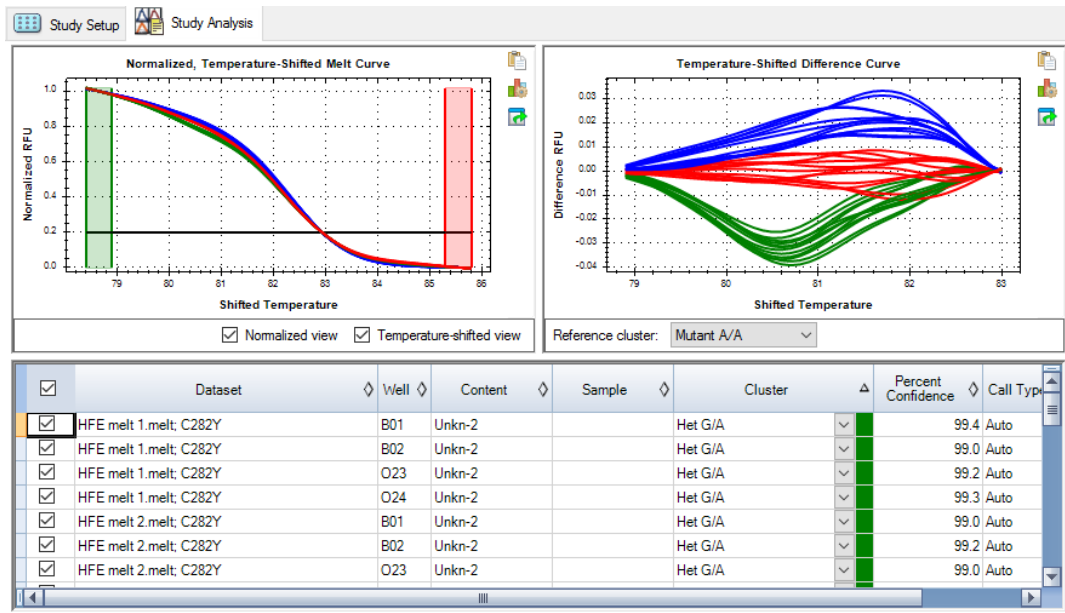 Study Setup Study Analysis
Normalized, Temperature-Shifted Melt Curve
Normalized RFU
1.0
0.8
0.6
0.4
0.2
0.0
79 80 81 82 83 84 85 86
Shifted Temperature
Normalized view Temperature-shifted view
Temperature-Shifted Difference Curve
Difference RFU
0.03
0.02
0.01
0.00
-0.01
-0.02
-0.03
-0.04
79 80 81 82 83
Shifted Temperature
Reference cluster: Mutant A/A
Dataset Well Content Sample Cluster Percent Confidence Call Type
HFE melt 1.melt; C282Y B01 Unkn-2 Het G/A 99.4 Auto
HFE melt 1.melt; C282Y B02 Unkn-2 Het G/A 99.0 Auto
HFE melt 1.melt; C282Y O23 Unkn-2 Het G/A 99.2 Auto
HFE melt 1.melt; C282Y O24 Unkn-2 Het G/A 99.3 Auto
HFE melt 2.melt; C282Y B01 Unkn-2 Het G/A 99.0 Auto
HFE melt 2.melt; C282Y B02 Unkn-2 Het G/A 99.2 Auto
HFE melt 2.melt; C282Y O23 Unkn-2 Het G/A 99.0 Auto